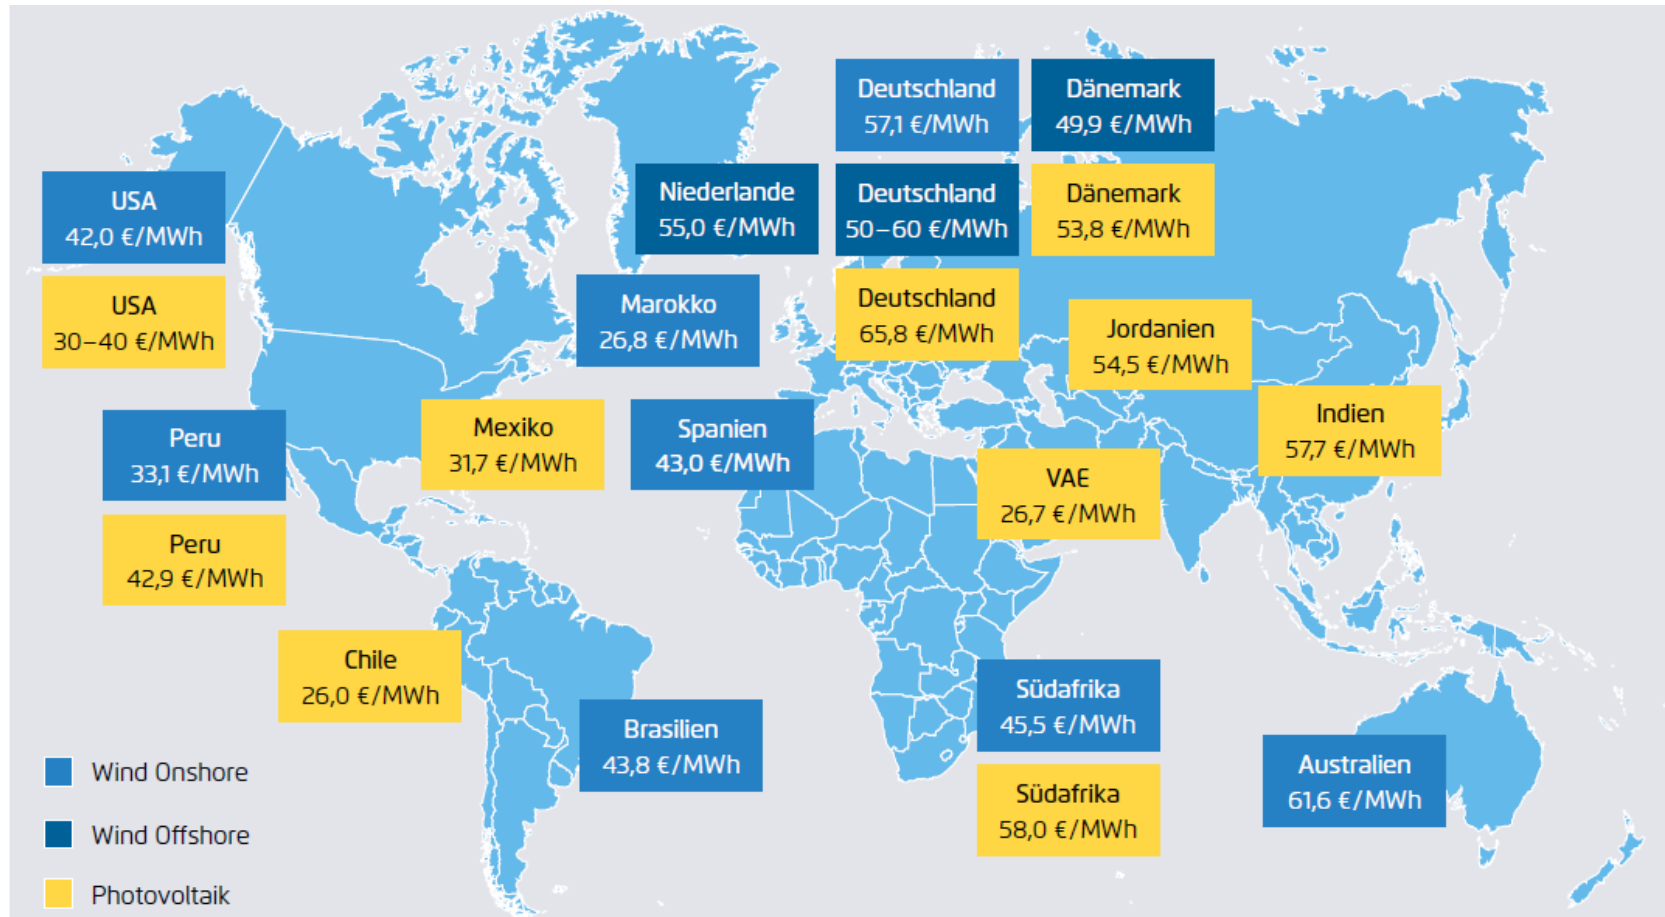 Deutschland
57,1 €/MWh
Dänemark
49,9 €/MWh
USA
42,0 €/MWh
Niederlande
55,0 €/MWh
Deutschland
50–60 €/MWh
Dänemark
53,8 €/MWh
USA
30–40 €/MWh
Marokko
26,8 €/MWh
Deutschland
65,8 €/MWh
Jordanien
54,5 €/MWh
Peru
33,1 €/MWh
Mexiko
31,7 €/MWh
Spanien
43,0 €/MWh
VAE
26,7 €/MWh
Indien
57,7 €/MWh
Peru
42,9 €/MWh
Chile
26,0 €/MWh
Brasilien
43,8 €/MWh
Südafrika
45,5 €/MWh
Südafrika
58,0 €/MWh
Australien
61,6 €/MWh
Wind Onshore
Wind Offshore
Photovoltaik